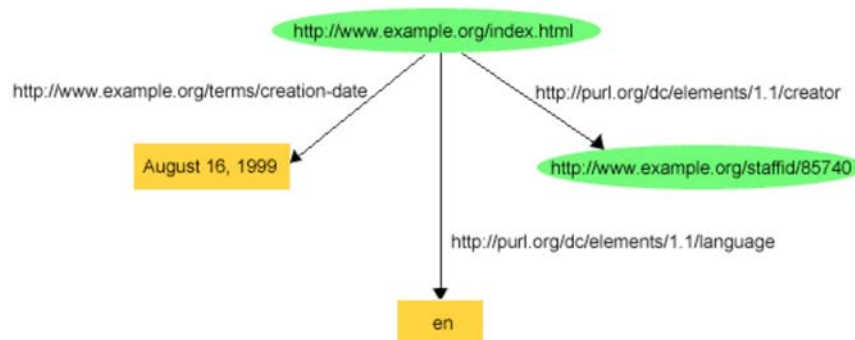 http://www.example.org/index.html
http://www.example.org/terms/creation-date
http://purl.org/dc/elements/1.1/creator
August 16, 1999
http://www.example.org/staffid/85740
http://purl.org/dc/elements/1.1/language
en